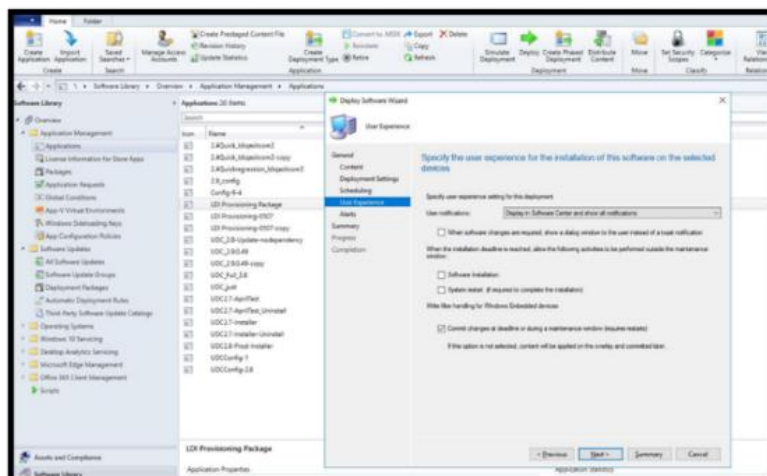 Home Folder
Create Application
Import Application
Saved Searches
Manage Access Accounts
Create Prestaged Content File
Revision History
Update Statistics
Create Deployment Type
Convert to .MSIX
Reinstate
Retire
Export
Copy
Refresh
Delete
Simulate Deployment
Deploy
Create Phased Deployment
Distribute Content
Move
Set Security Scopes
Categorize
Create
Search
Application
Deployment
Move
Classify
\ Software Library Overview Application Management Applications
Software Library
Overview
Application Management
Applications
License Information for Store Apps
Packages
Application Requests
Global Conditions
App-V Virtual Environments
Windows Sideloading Keys
App Configuration Policies
Software Updates
All Software Updates
Software Update Groups
Deployment Packages
Automatic Deployment Rules
Third-Party Software Update Catalogs
Operating Systems
Windows 10 Servicing
Desktop Analytics Servicing
Microsoft Edge Management
Office 365 Client Management
Scripts
Assets and Compliance
Software Library
Applications 20 items
Search
Icon Name
2.8_config
Config-9-4
LDI Provisioning Package
LDI Provisioning-0507
LDI Provisioning-0507-copy
UDC_2.8-Update-nodependency
UDC_2.8.0.49
UDC_2.8.0.49-copy
UDC_Full_2.8
UDC2.7-AprilTest
UDC2.7-AprilTest_Uninstall
UDC2.7-installer
UDC2.7-installer-Uninstall
UDC2.8-Prod-Installer
UDCConfig-1
UDCConfig-2.8
LDI Provisioning Package
Application Properties
Application Statistics
Deploy Software Wizard
User Experience
General
Content
Deployment Settings
Scheduling
User Experience
Alerts
Summary
Progress
Completion
Specify the user experience for the installation of this software on the selected
devices
Specify user experience setting for this deployment
User notifications: Display in Software Center and show all notifications
When software changes are required, show a dialog window to the user instead of a toast notification
When the installation deadline is reached, allow the following activities to be performed outside the maintenance
window:
Software Installation
System restart (if required to complete the installation)
Write filter handling for Windows Embedded devices
Commit changes at deadline or during a maintenance window (requires restarts)
If this option is not selected, content will be applied on the overlay and committed later.
< Previous Next > Summary Cancel